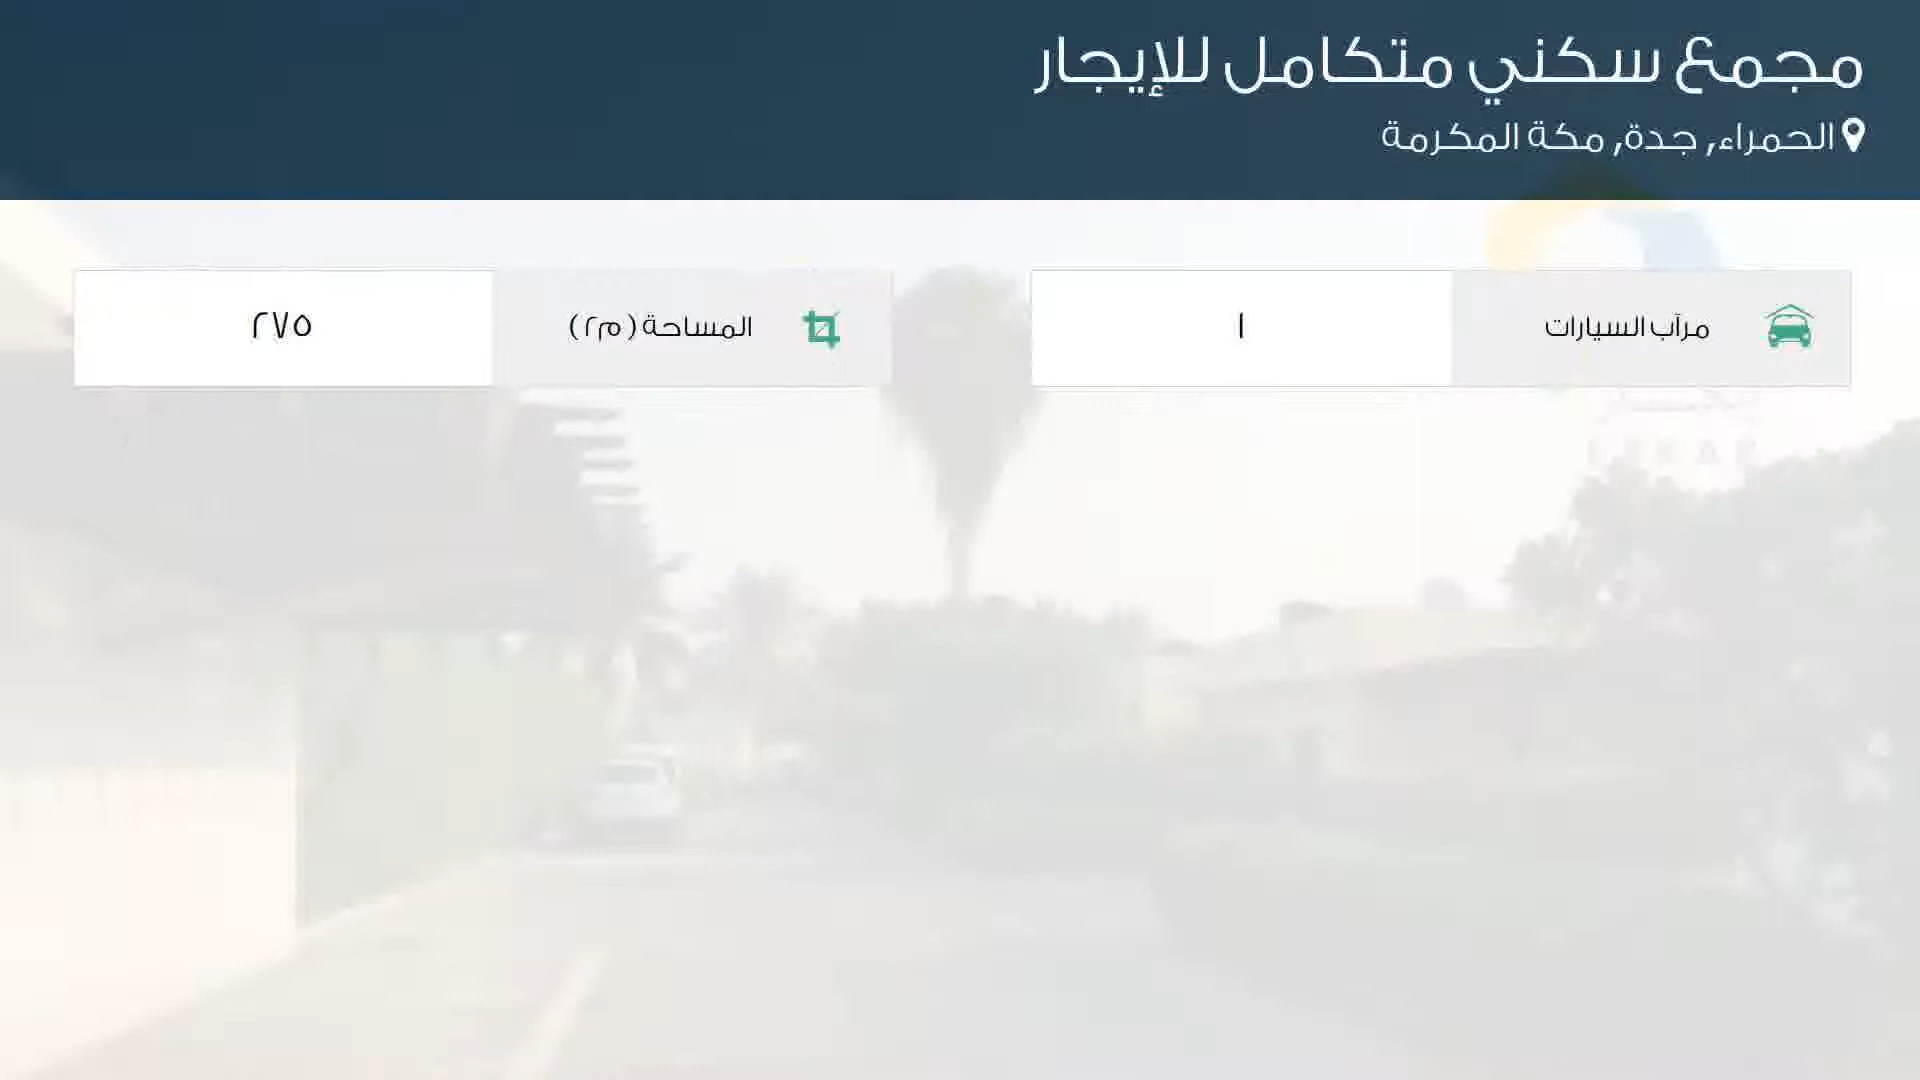 مجمع سكني متكامل للإيجار
الحمراء, جدة, مكة المكرمة
مرآب السيارات ١
المساحة (م٢) ٢٧٥